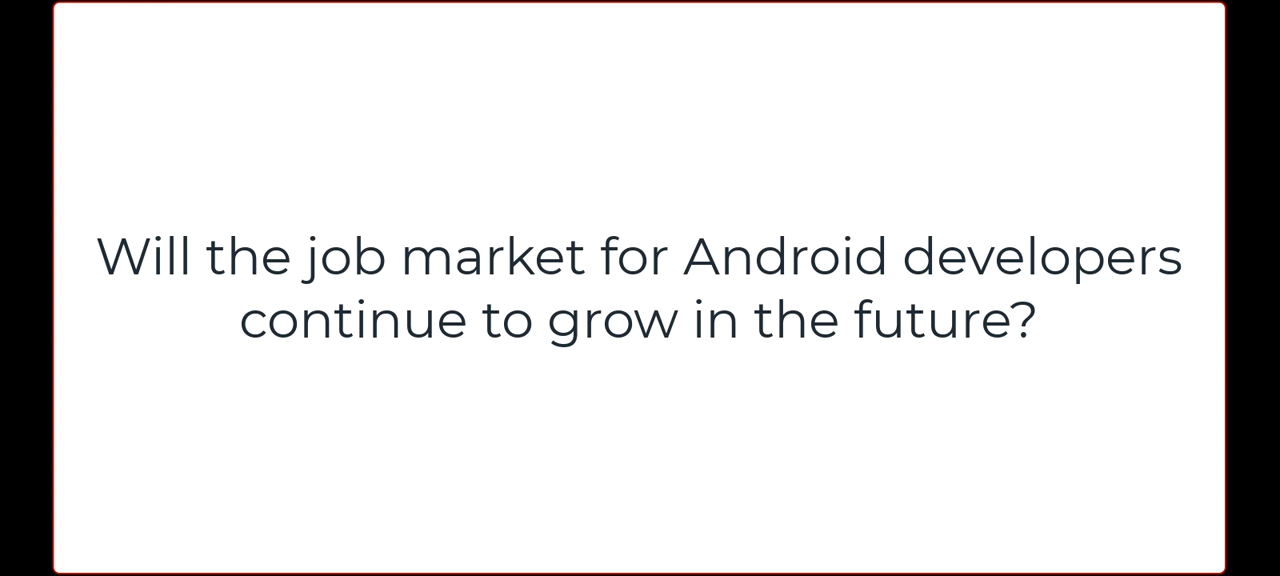 Will the job market for Android developers
continue to grow in the future?